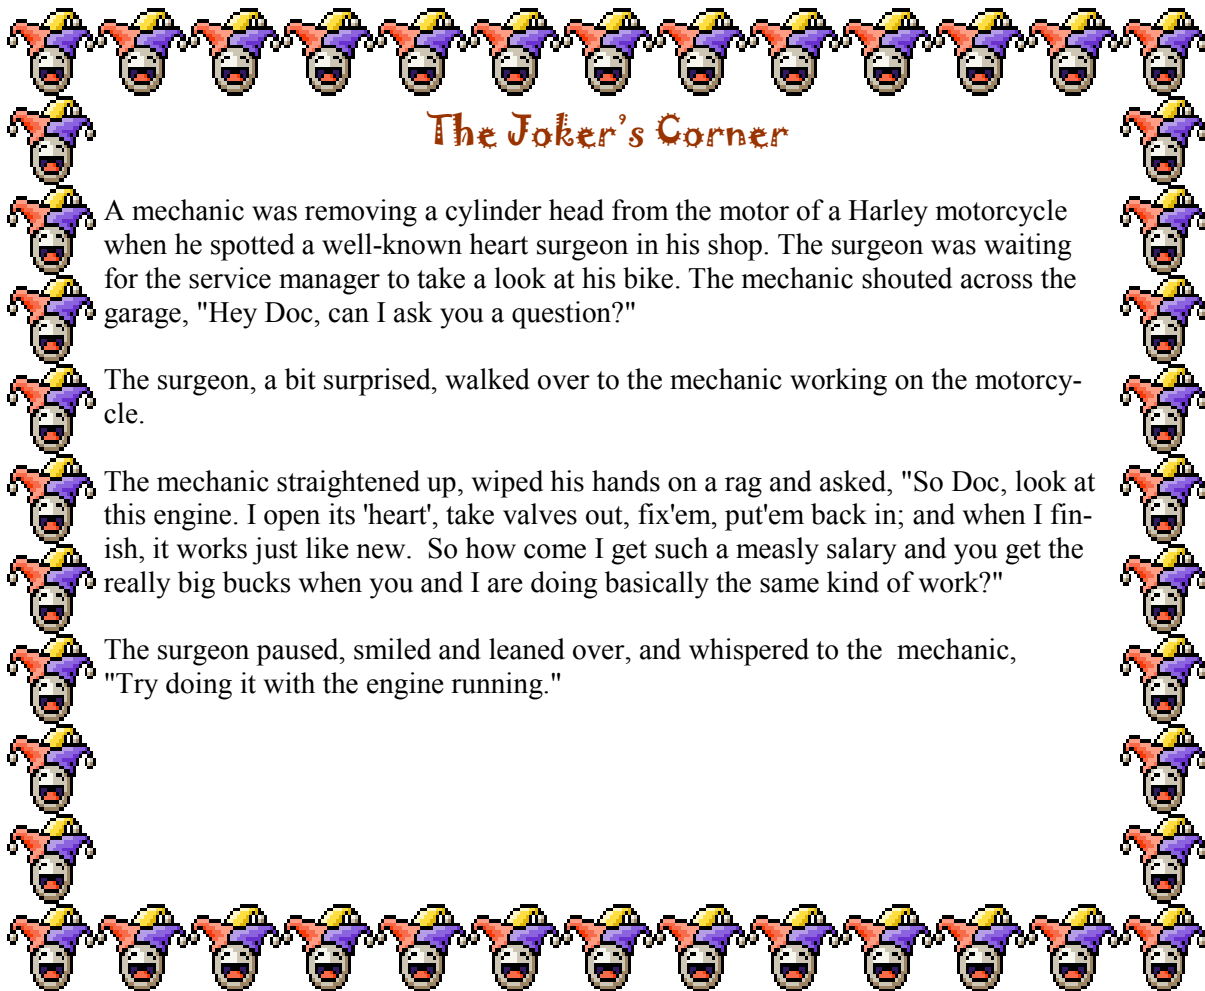 The Joker's Corner
A mechanic was removing a cylinder head from the motor of a Harley motorcycle
when he spotted a well-known heart surgeon in his shop. The surgeon was waiting
for the service manager to take a look at his bike. The mechanic shouted across the
garage, "Hey Doc, can I ask you a question?"
The surgeon, a bit surprised, walked over to the mechanic working on the motorcy-
cle.
The mechanic straightened up, wiped his hands on a rag and asked, "So Doc, look at
this engine. I open its 'heart', take valves out, fix'em, put'em back in; and when I fin-
ish, it works just like new.  So how come I get such a measly salary and you get the
really big bucks when you and I are doing basically the same kind of work?"
The surgeon paused, smiled and leaned over, and whispered to the  mechanic,
"Try doing it with the engine running."